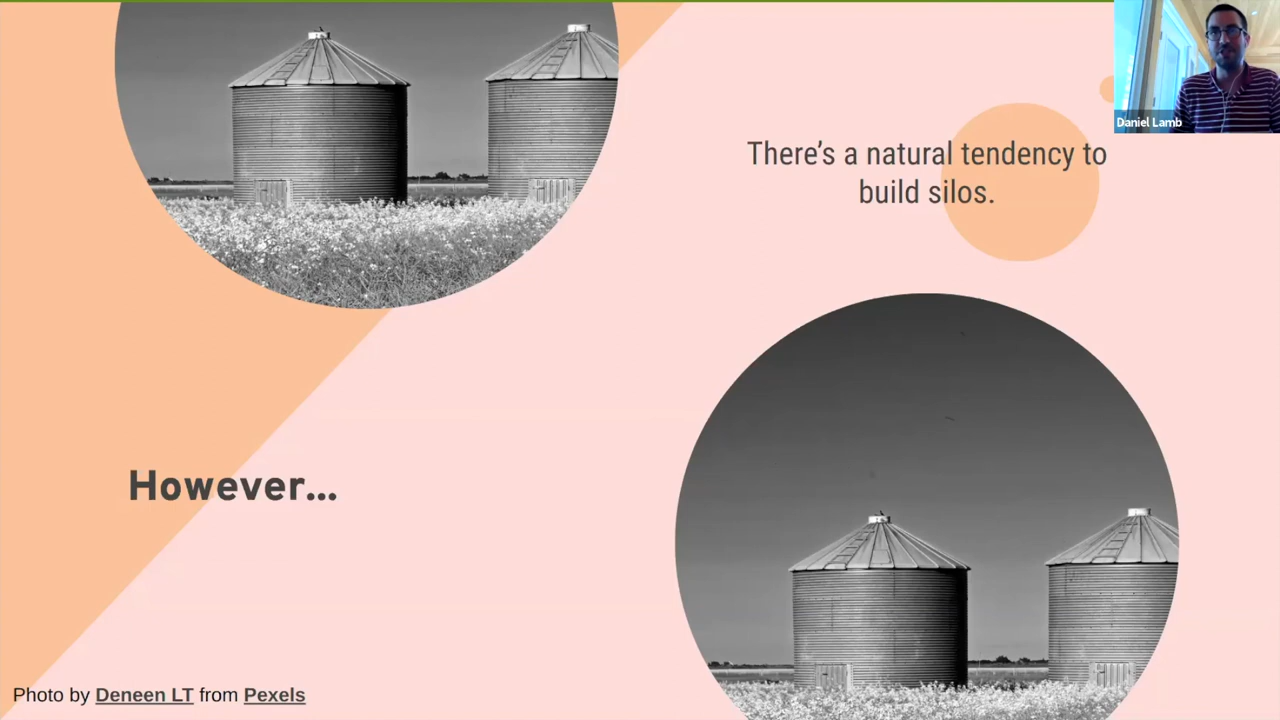 Daniel Lamb
There’s a natural tendency to
build silos.
However...
Photo by Deneen LT from Pexels